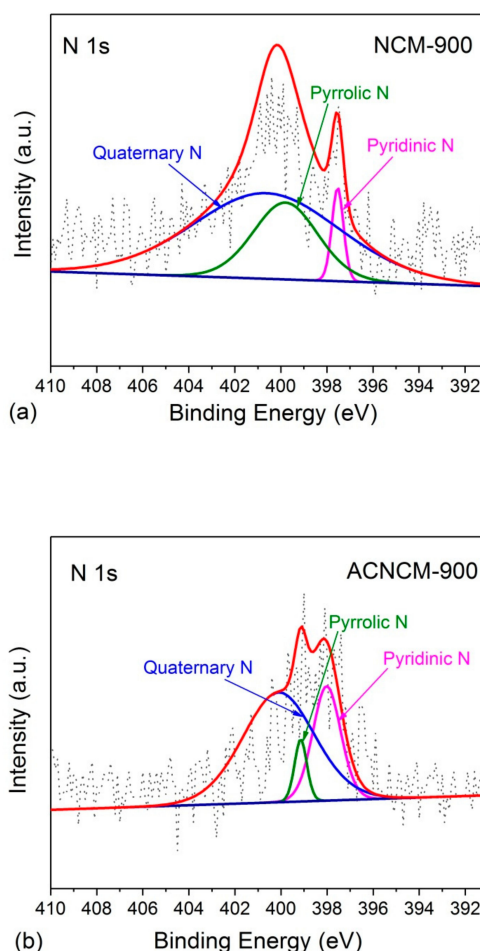 N 1s
NCM-900
Pyrrolic N
Quaternary N
Pyridinic N
Intensity (a.u.)
410 408 406 404 402 400 398 396 394 392
(a)
Binding Energy (eV)
N 1s
ACNCM-900
Pyrrolic N
Quaternary N
Pyridinic N
Intensity (a.u.)
410 408 406 404 402 400 398 396 394 392
(b)
Binding Energy (eV)